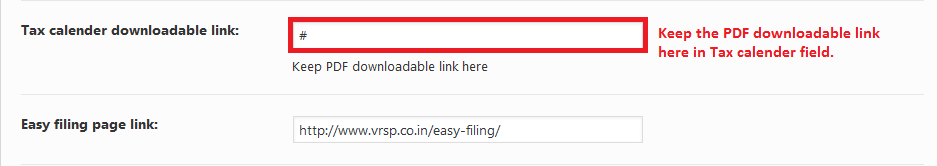 Tax calender downloadable link:
#
Keep the PDF downloadable link
here in Tax calender field.
Keep PDF downloadable link here
Easy filing page link:
http://www.vrsp.co.in/easy-filing/